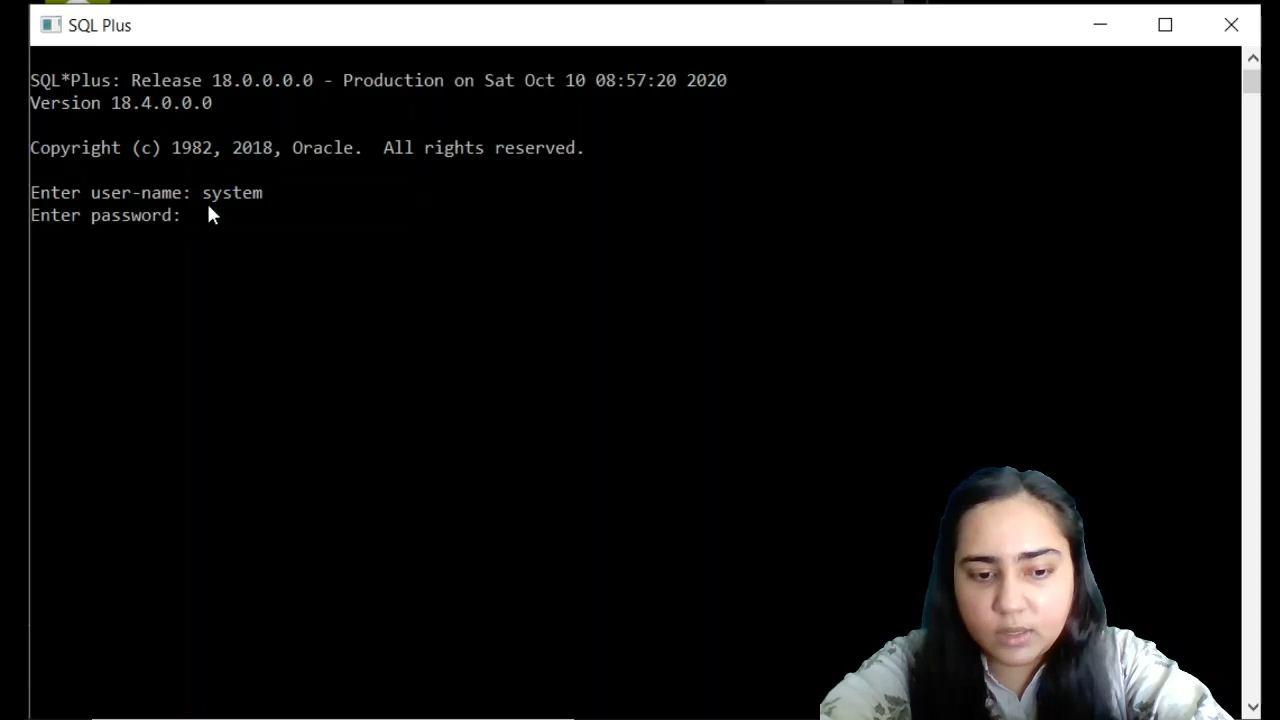 SQL Plus
SQL*Plus: Release 18.0.0.0.0 - Production on Sat Oct 10 08:57:20 2020
Version 18.4.0.0.0
Copyright (c) 1982, 2018, Oracle.  All rights reserved.
Enter user-name: system
Enter password: